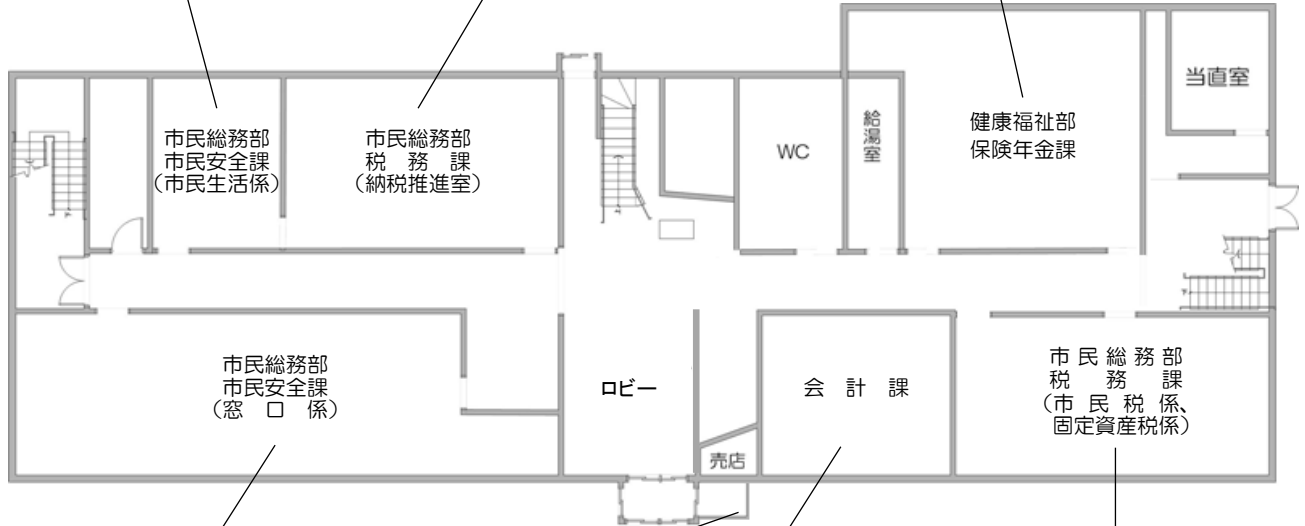 当直室
市民総務部
市民安全課
（市民生活係）
市民総務部
税　務　課
（納税推進室）
WC
給湯室
健康福祉部
保険年金課
市民総務部
市民安全課
（窓　口　係）
ロビー
売店
会　計　課
市 民 総 務 部
税　務　課
（市 民 税 係、
固定資産税係）